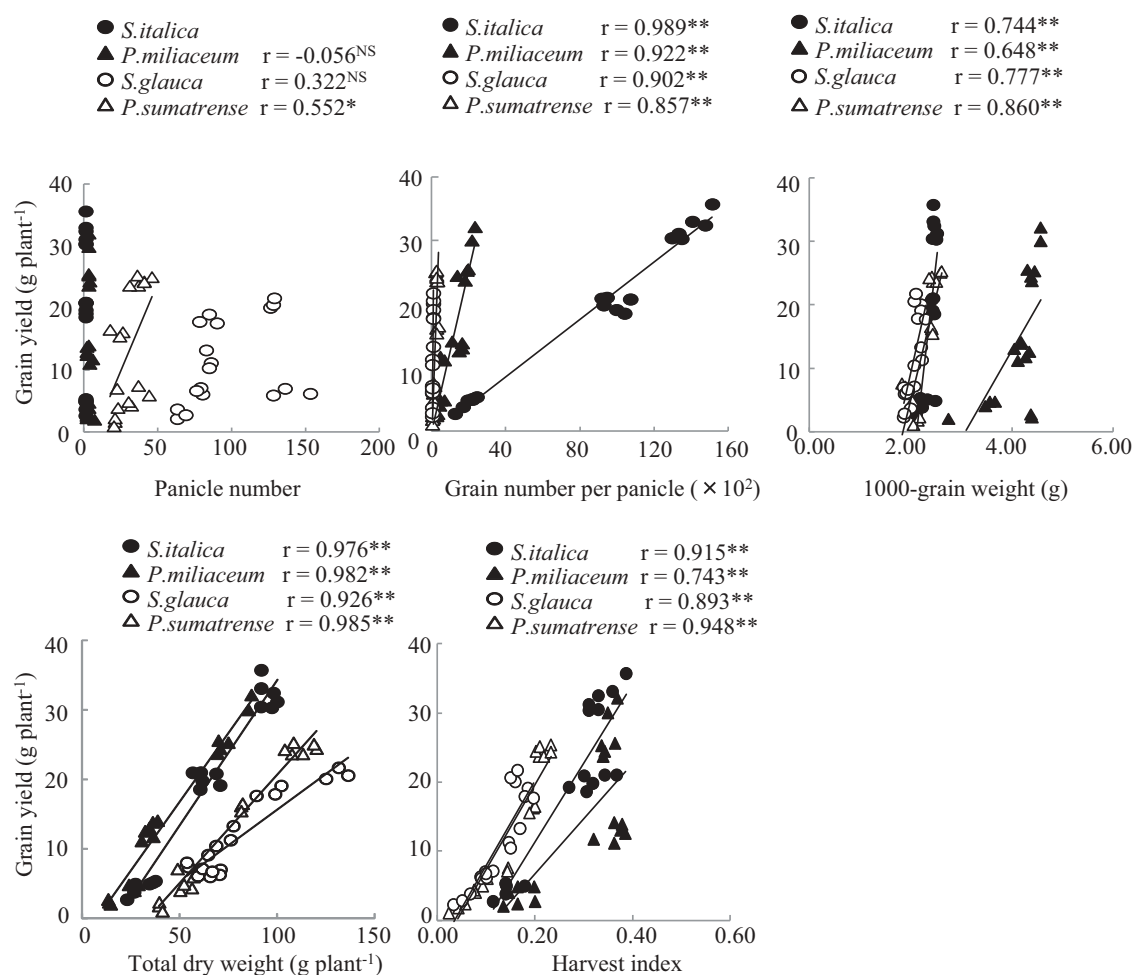 S.italica
P.miliaceum r = -0.056NS
S.glauca r = 0.322NS
P.sumatrense r = 0.552*
S.italica r = 0.989**
P.miliaceum r = 0.922**
S.glauca r = 0.902**
P.sumatrense r = 0.857**
S.italica r = 0.744**
P.miliaceum r = 0.648**
S.glauca r = 0.777**
P.sumatrense r = 0.860**
Grain yield (g plant-1)
40
30
20
10
0
0 50 100 150 200
Panicle number
40
30
20
10
0
0 40 80 120 160
Grain number per panicle (×102)
40
30
20
10
0
0.00 2.00 4.00 6.00
1000-grain weight (g)
S.italica r = 0.976**
P.miliaceum r = 0.982**
S.glauca r = 0.926**
P.sumatrense r = 0.985**
S.italica r = 0.915**
P.miliaceum r = 0.743**
S.glauca r = 0.893**
P.sumatrense r = 0.948**
Grain yield (g plant-1)
40
30
20
10
0
0 50 100 150
Total dry weight (g plant-1)
40
30
20
10
0
0.00 0.20 0.40 0.60
Harvest index